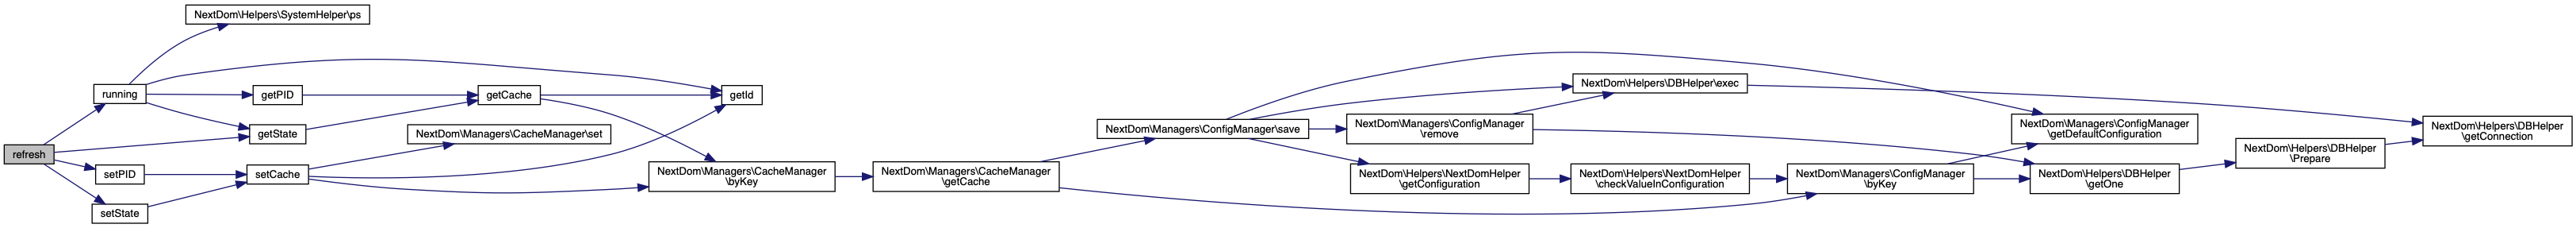 refresh
running
setPID
setState
NextDom\Helpers\SystemHelper\ps
getPID
getState
setCache
getCache
NextDom\Managers\CacheManager\set
getId
NextDom\Managers\CacheManager
\byKey
NextDom\Managers\CacheManager
\getCache
NextDom\Managers\ConfigManager\save
NextDom\Managers\ConfigManager
\remove
NextDom\Helpers\NextDomHelper
\getConfiguration
NextDom\Helpers\DBHelper\exec
NextDom\Helpers\NextDomHelper
\checkValueInConfiguration
NextDom\Managers\ConfigManager
\byKey
NextDom\Managers\ConfigManager
\getDefaultConfiguration
NextDom\Helpers\DBHelper
\getOne
NextDom\Helpers\DBHelper
\Prepare
NextDom\Helpers\DBHelper
\getConnection